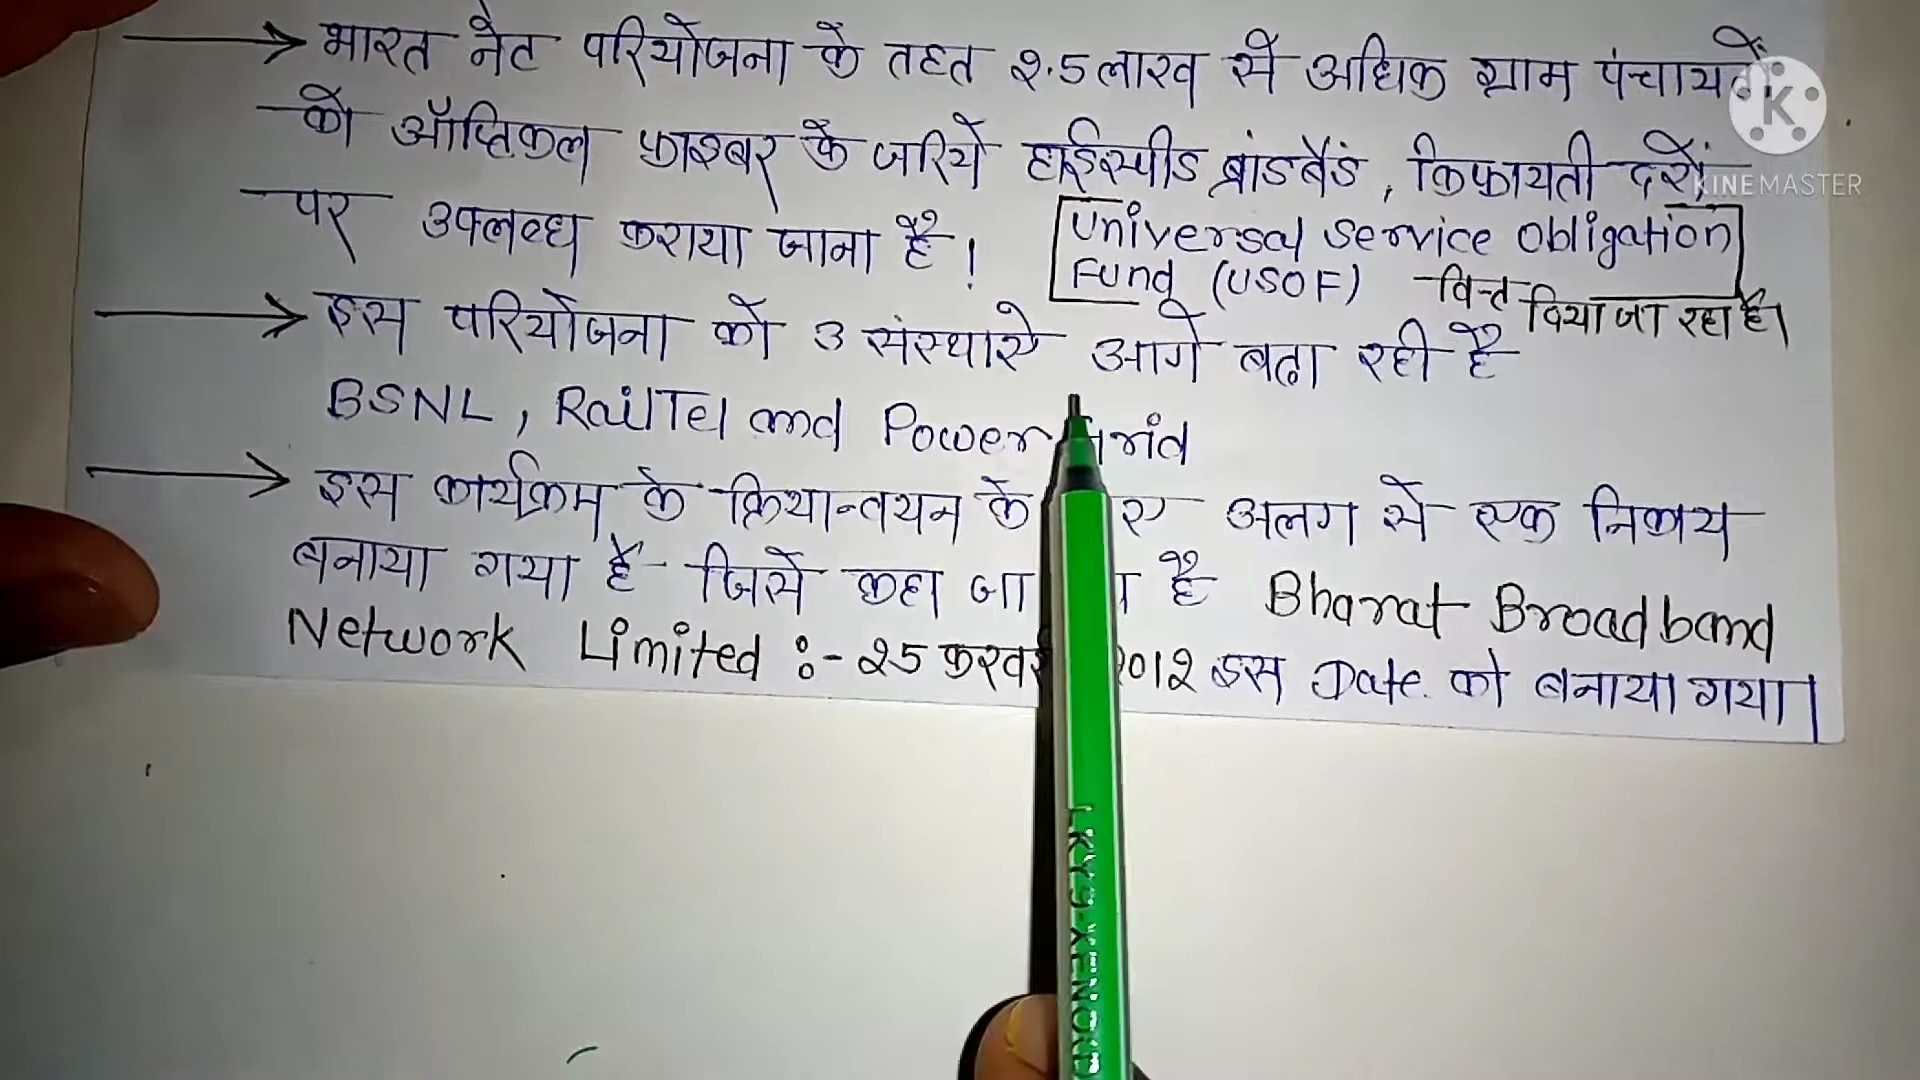 → भारत नेट परियोजना के तहत २.5 लाख से अधिक ग्राम पंचायतों
को ऑप्टिकल फ़ाइबर के जरिये हाईस्पीड ब्रांडबैंड, किफायती दरों
पर उपलब्ध कराया जाना है!
Universal Service Obligation
Fund (USOF) वित्त दिया जा रहा है।
→ इस परियोजना को 3 संस्थाऐ आगे बढा रही है
BSNL, RailTel and Power
→ इस कार्यक्रम के क्रियान्वयन के अलग से एक निकाय
बनाया गया है जिसे कहा है Bharat Broadband
Network Limited :- 25 2012 इस Date को बनाया गया।
KINEMASTER
K